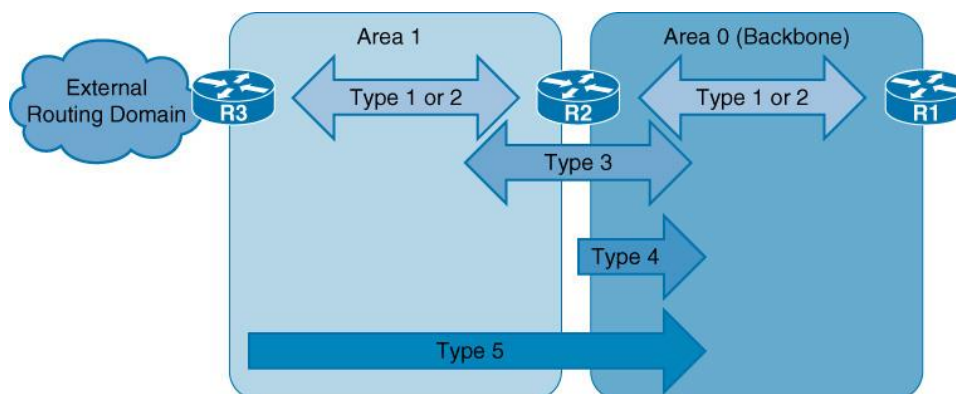 Area 1
Area 0 (Backbone)
External
Routing Domain
R3
Type 1 or 2
R2
Type 1 or 2
R1
Type 3
Type 4
Type 5